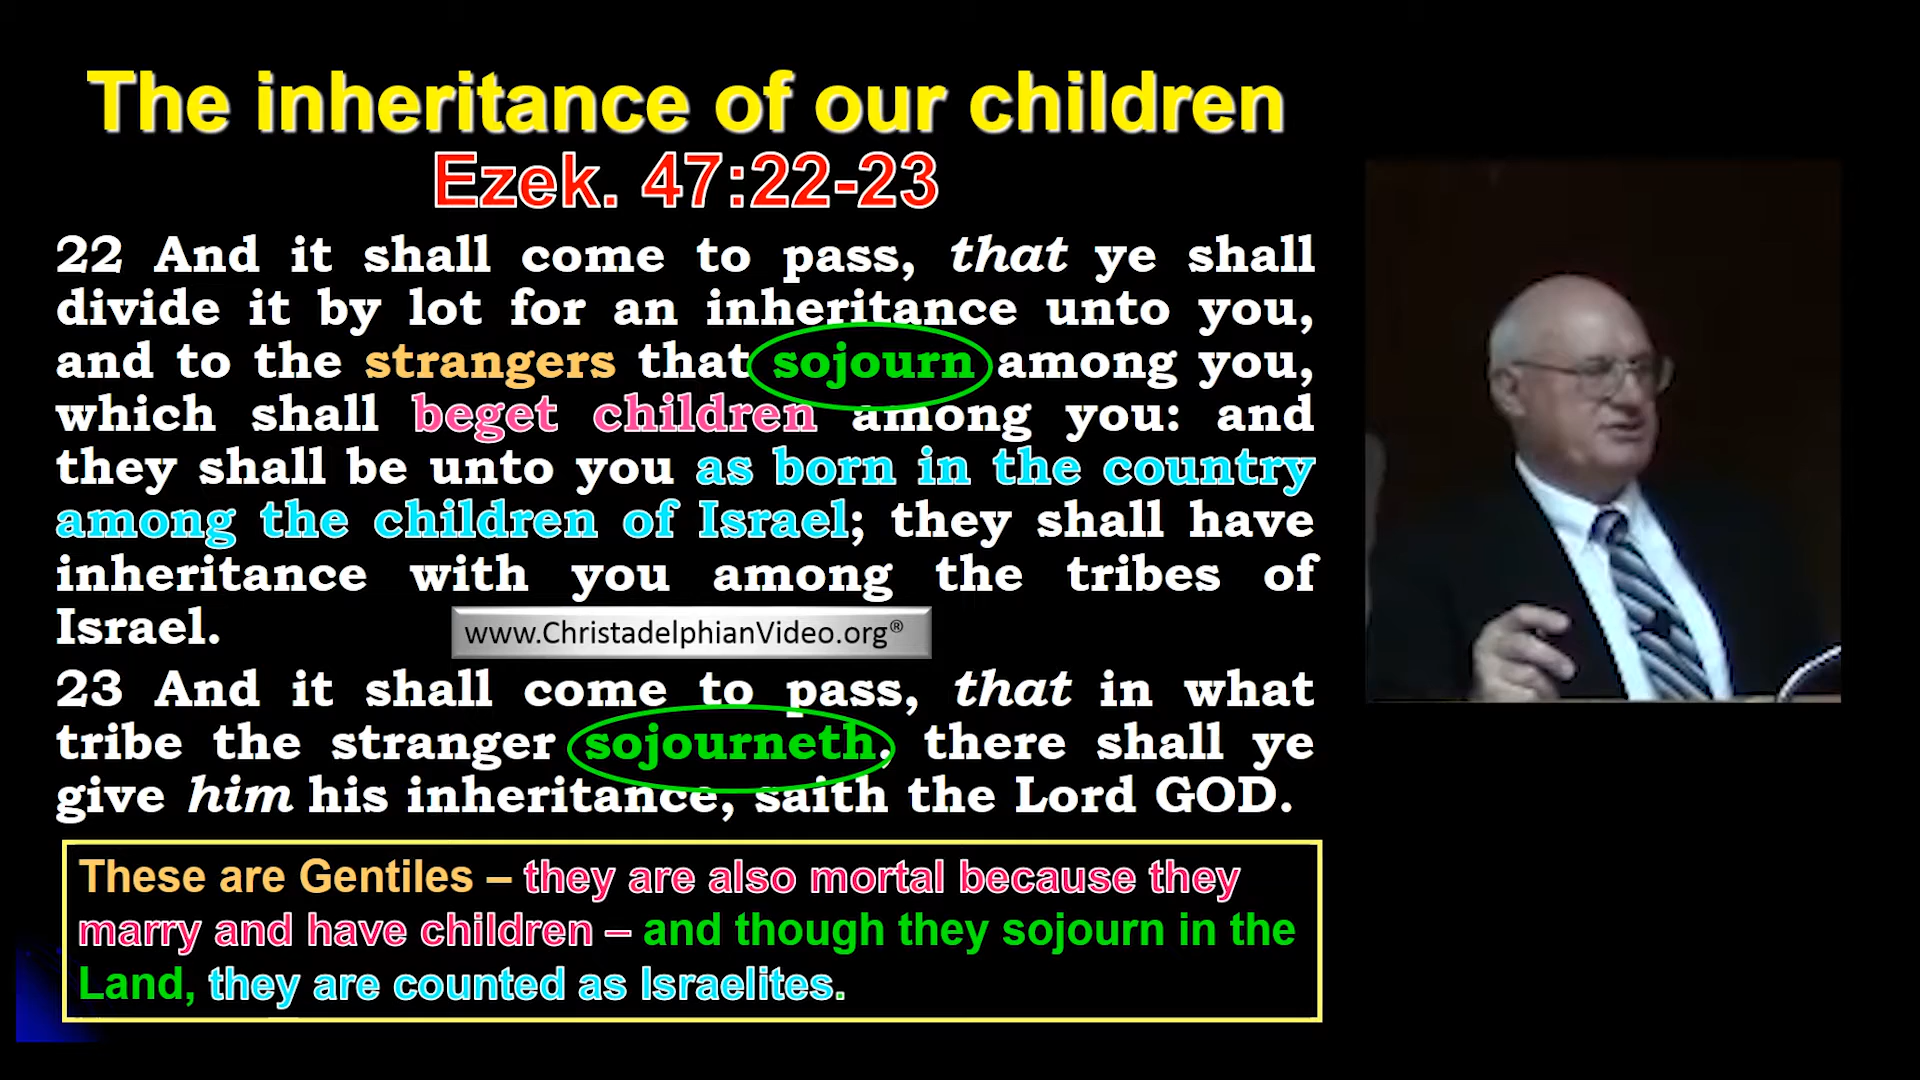 The inheritance of our children
Ezek. 47:22-23
22 And it shall come to pass, that ye shall
divide it by lot for an inheritance unto you,
and to the strangers that sojourn among you,
which shall beget children among you: and
they shall be unto you as born in the country
among the children of Israel; they shall have
inheritance with you among the tribes of
Israel.
www.ChristadelphianVideo.org®
23 And it shall come to pass, that in what
tribe the stranger sojourneth, there shall ye
give him his inheritance, saith the Lord GOD.
These are Gentiles – they are also mortal because they
marry and have children – and though they sojourn in the
Land, they are counted as Israelites.